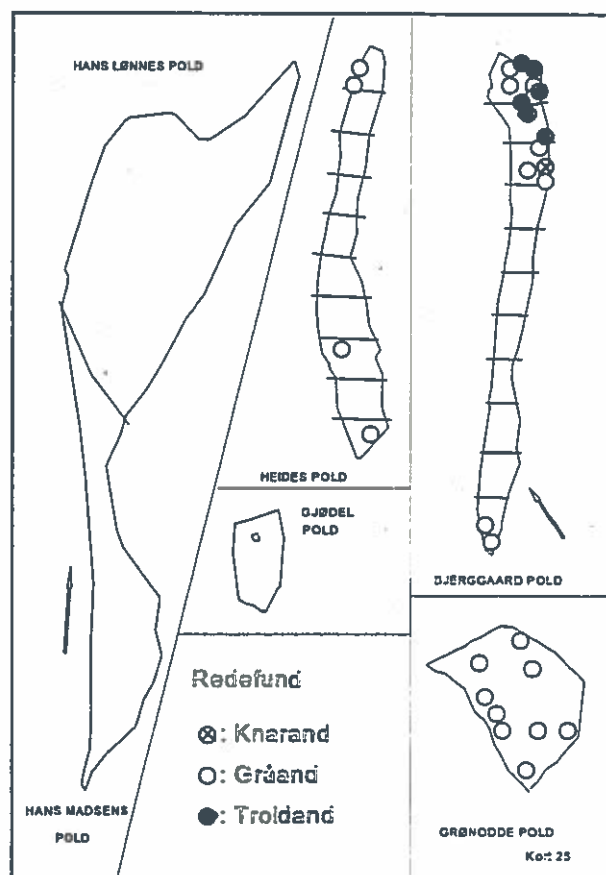 HANS LØNNES POLD
HEIDES POLD
GJØDEL
POLD
BJERGGAARD POLD
Redefund
⊗: Knarand
○: Gråand
●: Troldand
HANS MADSENS
POLD
GRØNODDE POLD
Kort 25